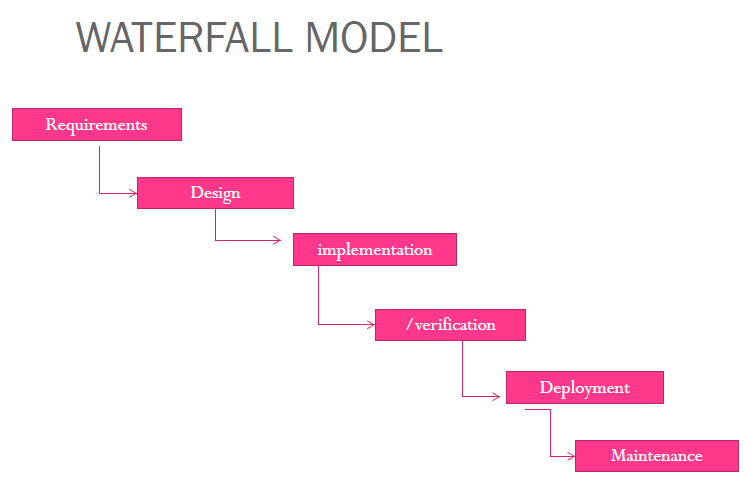 WATERFALL MODEL
Requirements
Design
implementation
/verification
Deployment
Maintenance